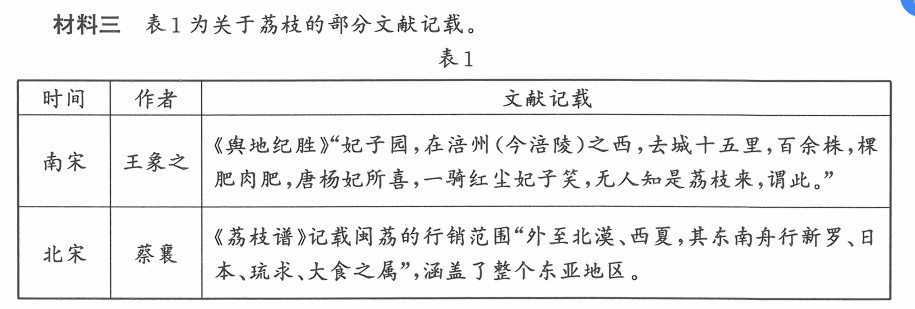 材料三 表1为关于荔枝的部分文献记载。
表1
时间 作者 文献记载
南宋 王象之 《舆地纪胜》“妃子园,在涪州(今涪陵)之西,去城十五里,百余株,棵
肥肉肥,唐杨妃所喜,一骑红尘妃子笑,无人知是荔枝来,谓此。”
北宋 蔡襄 《荔枝谱》记载闽荔的行销范围“外至北漠、西夏,其东南舟行新罗、日
本、琉求、大食之属”,涵盖了整个东亚地区。